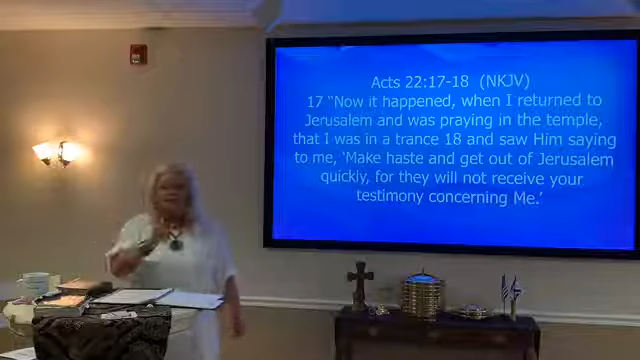 Acts 22:17-18 (NKJV)
17 “Now it happened, when I returned to
Jerusalem and was praying in the temple,
that I was in a trance 18 and saw Him saying
to me, ‘Make haste and get out of Jerusalem
quickly, for they will not receive your
testimony concerning Me.’